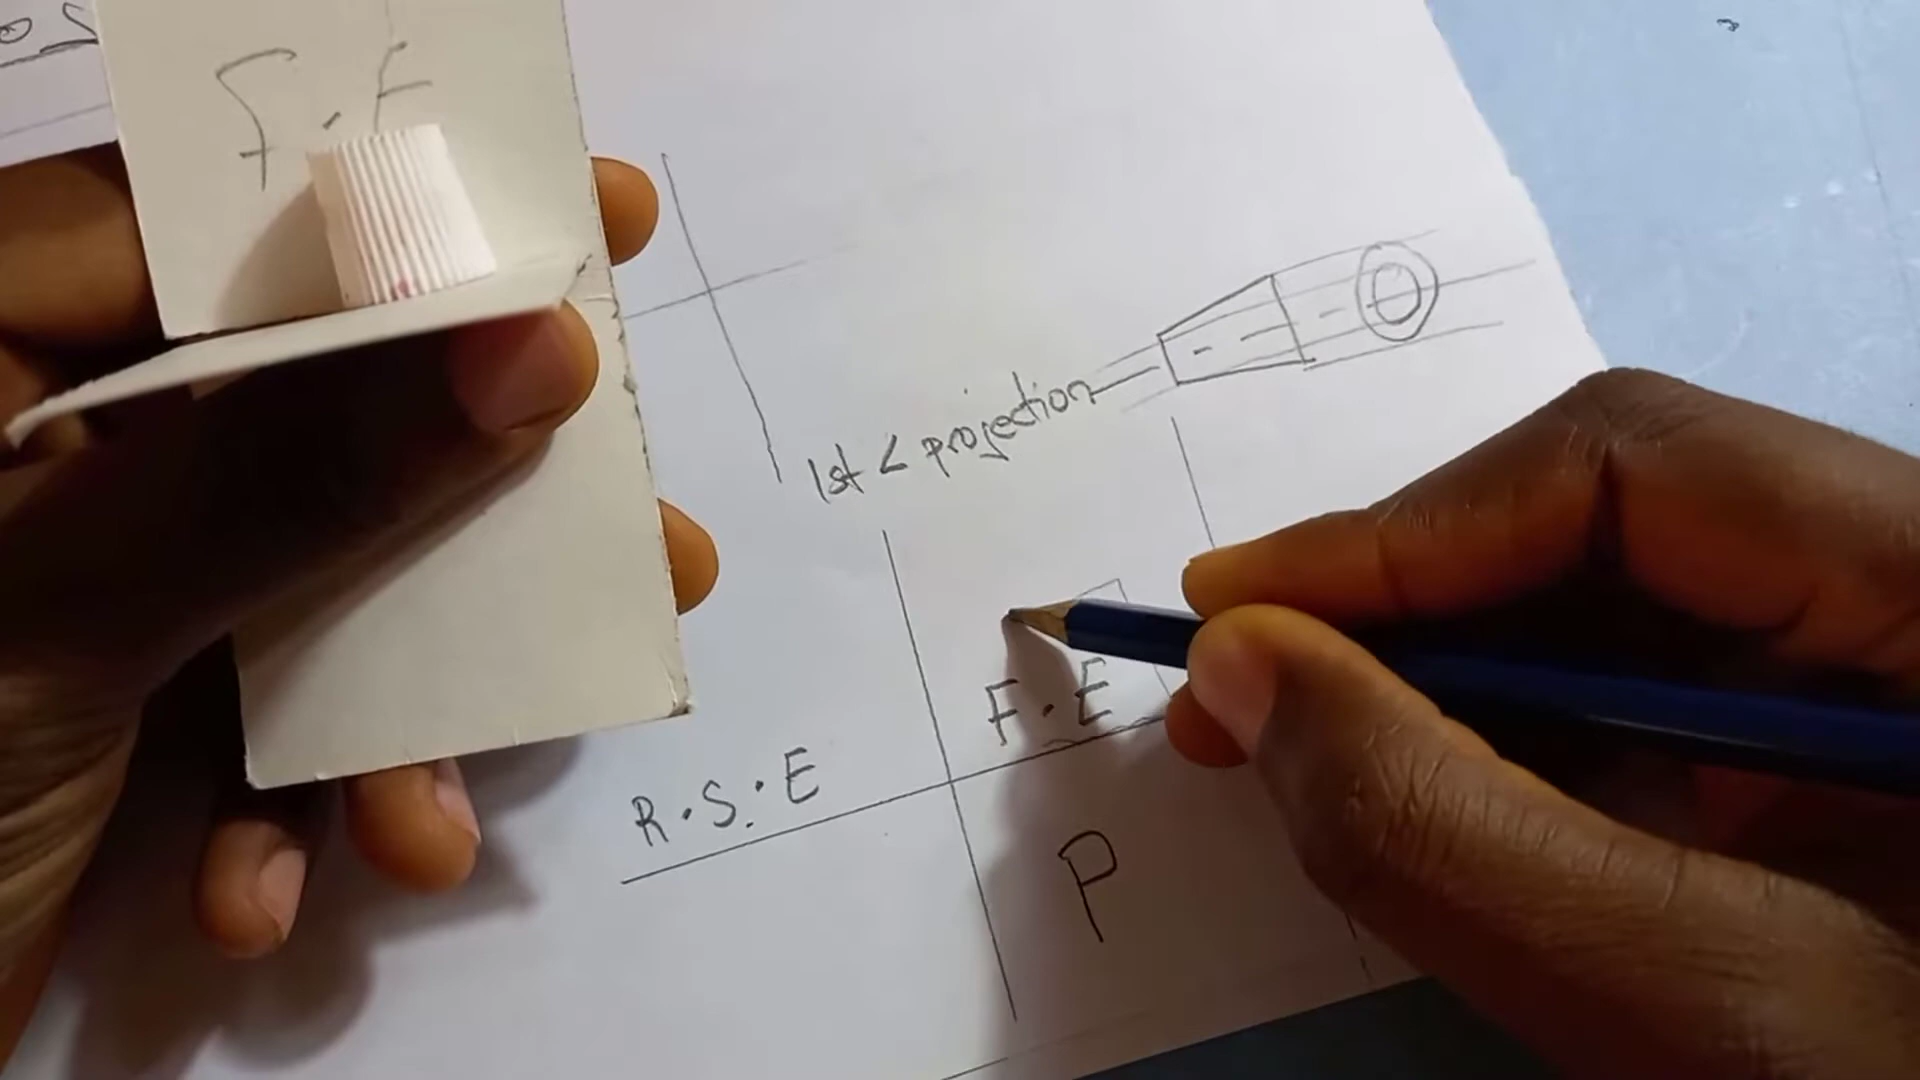 F.E
1st < projection
F.E
R.S.E
P